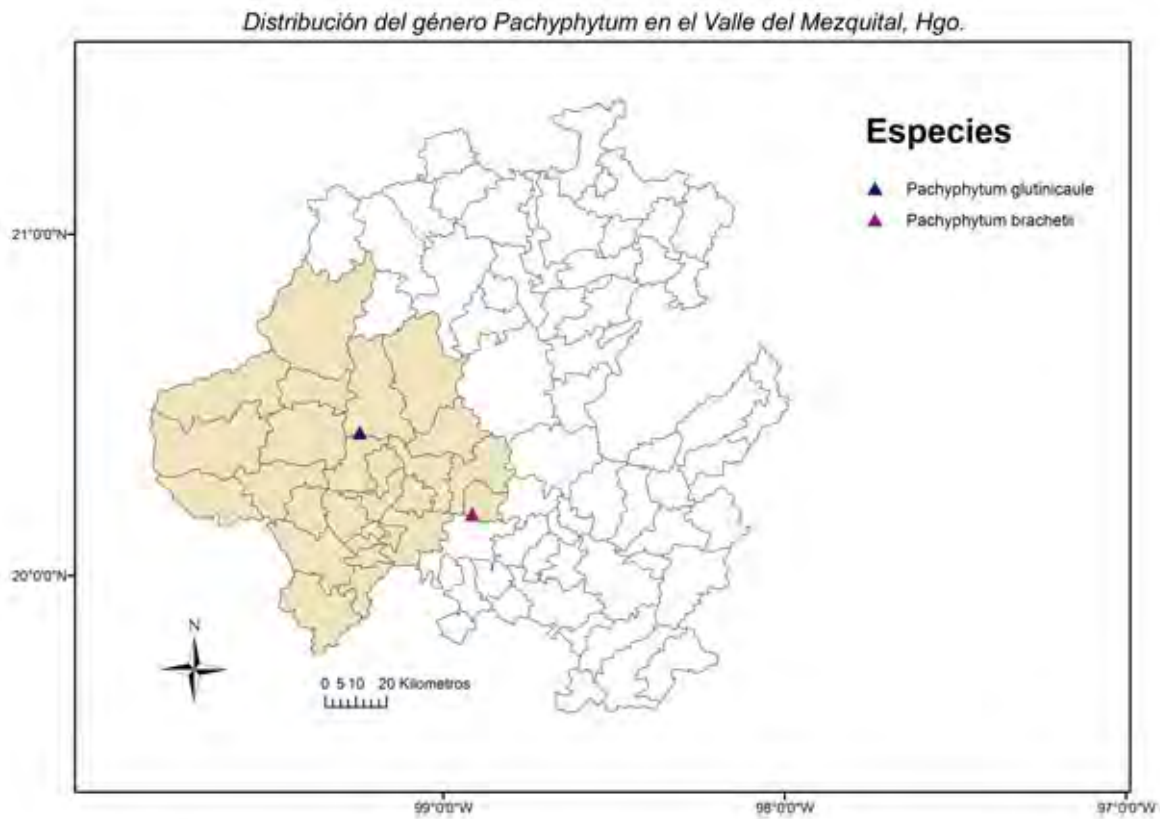 Distribución del género Pachyphytum en el Valle del Mezquital, Hgo.
Especies
Pachyphytum glutinicaule
Pachyphytum brachetii
21°0'0"N
20°0'0"N
N
0 5 10 20 Kilometros
99°0'0"W
98°0'0"W
97°0'0"W